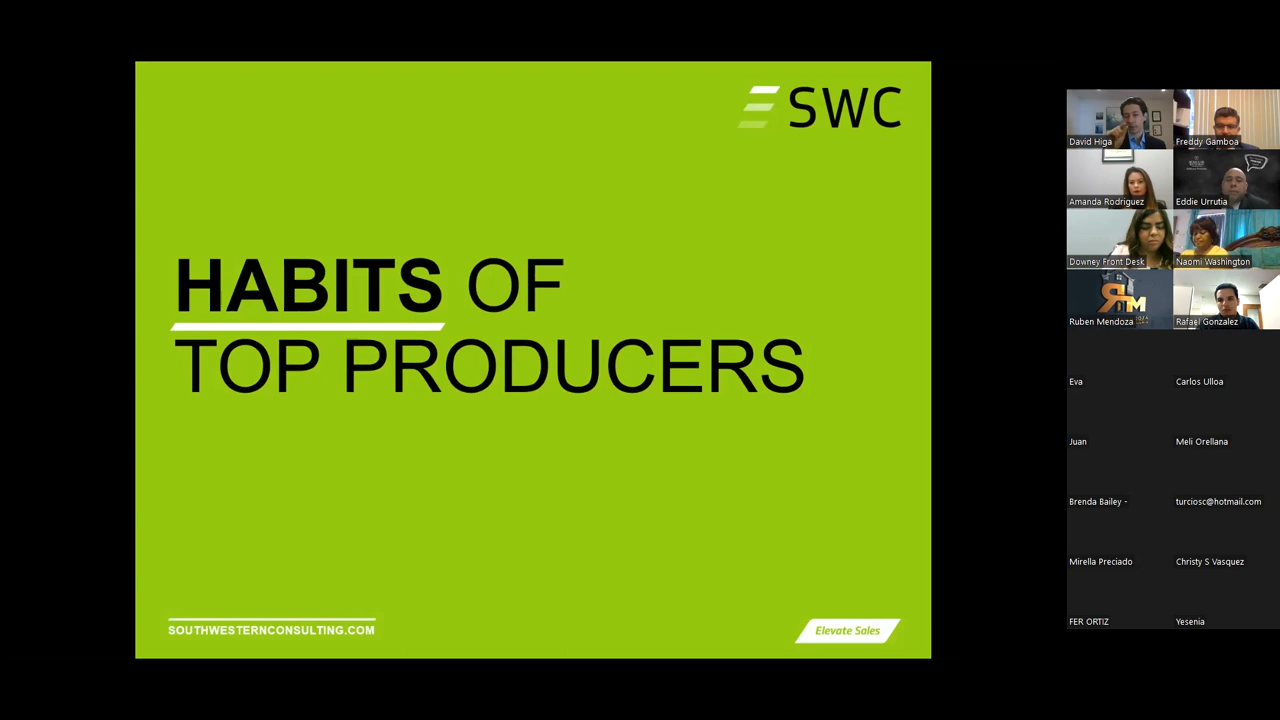 SWC
HABITS OF
TOP PRODUCERS
SOUTHWESTERNCONSULTING.COM
Elevate Sales
David Higa
Freddy Gamboa
Amanda Rodriguez
Eddie Urrutia
Downey Front Desk
Naomi Washington
RHM
Ruben Mendoza
Rafael Gonzalez
Eva
Carlos Ulloa
Juan
Meli Orellana
Brenda Bailey -
turciosc@hotmail.com
Mirella Preciado
Christy S Vasquez
FER ORTIZ
Yesenia